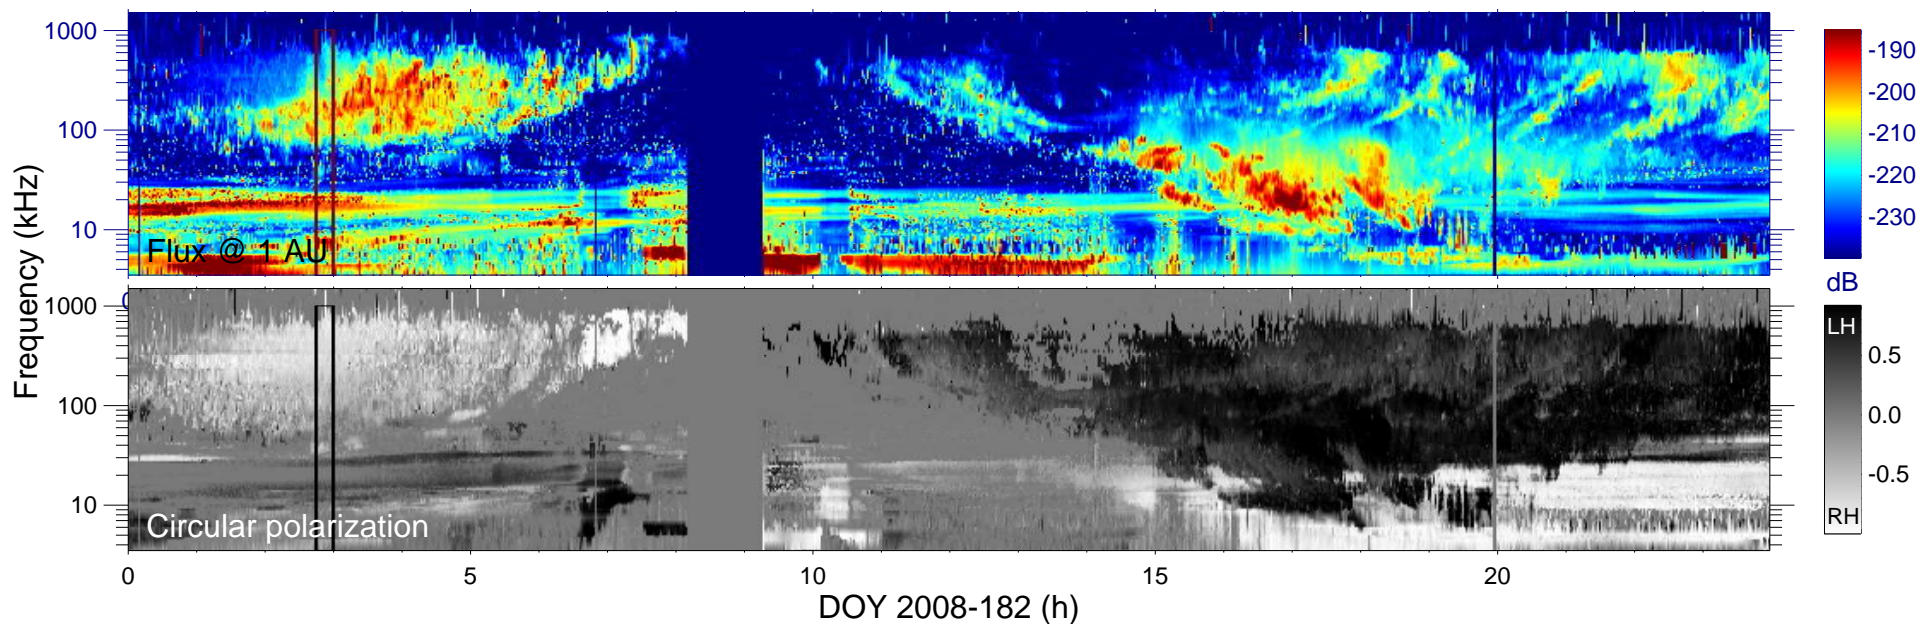 1000
100
10
Flux @ 1 AU
-190
-200
-210
-220
-230
dB
Frequency (kHz)
0
1000
100
10
Circular polarization
LH
0.5
0.0
-0.5
RH
0 5 10 15 20
DOY 2008-182 (h)